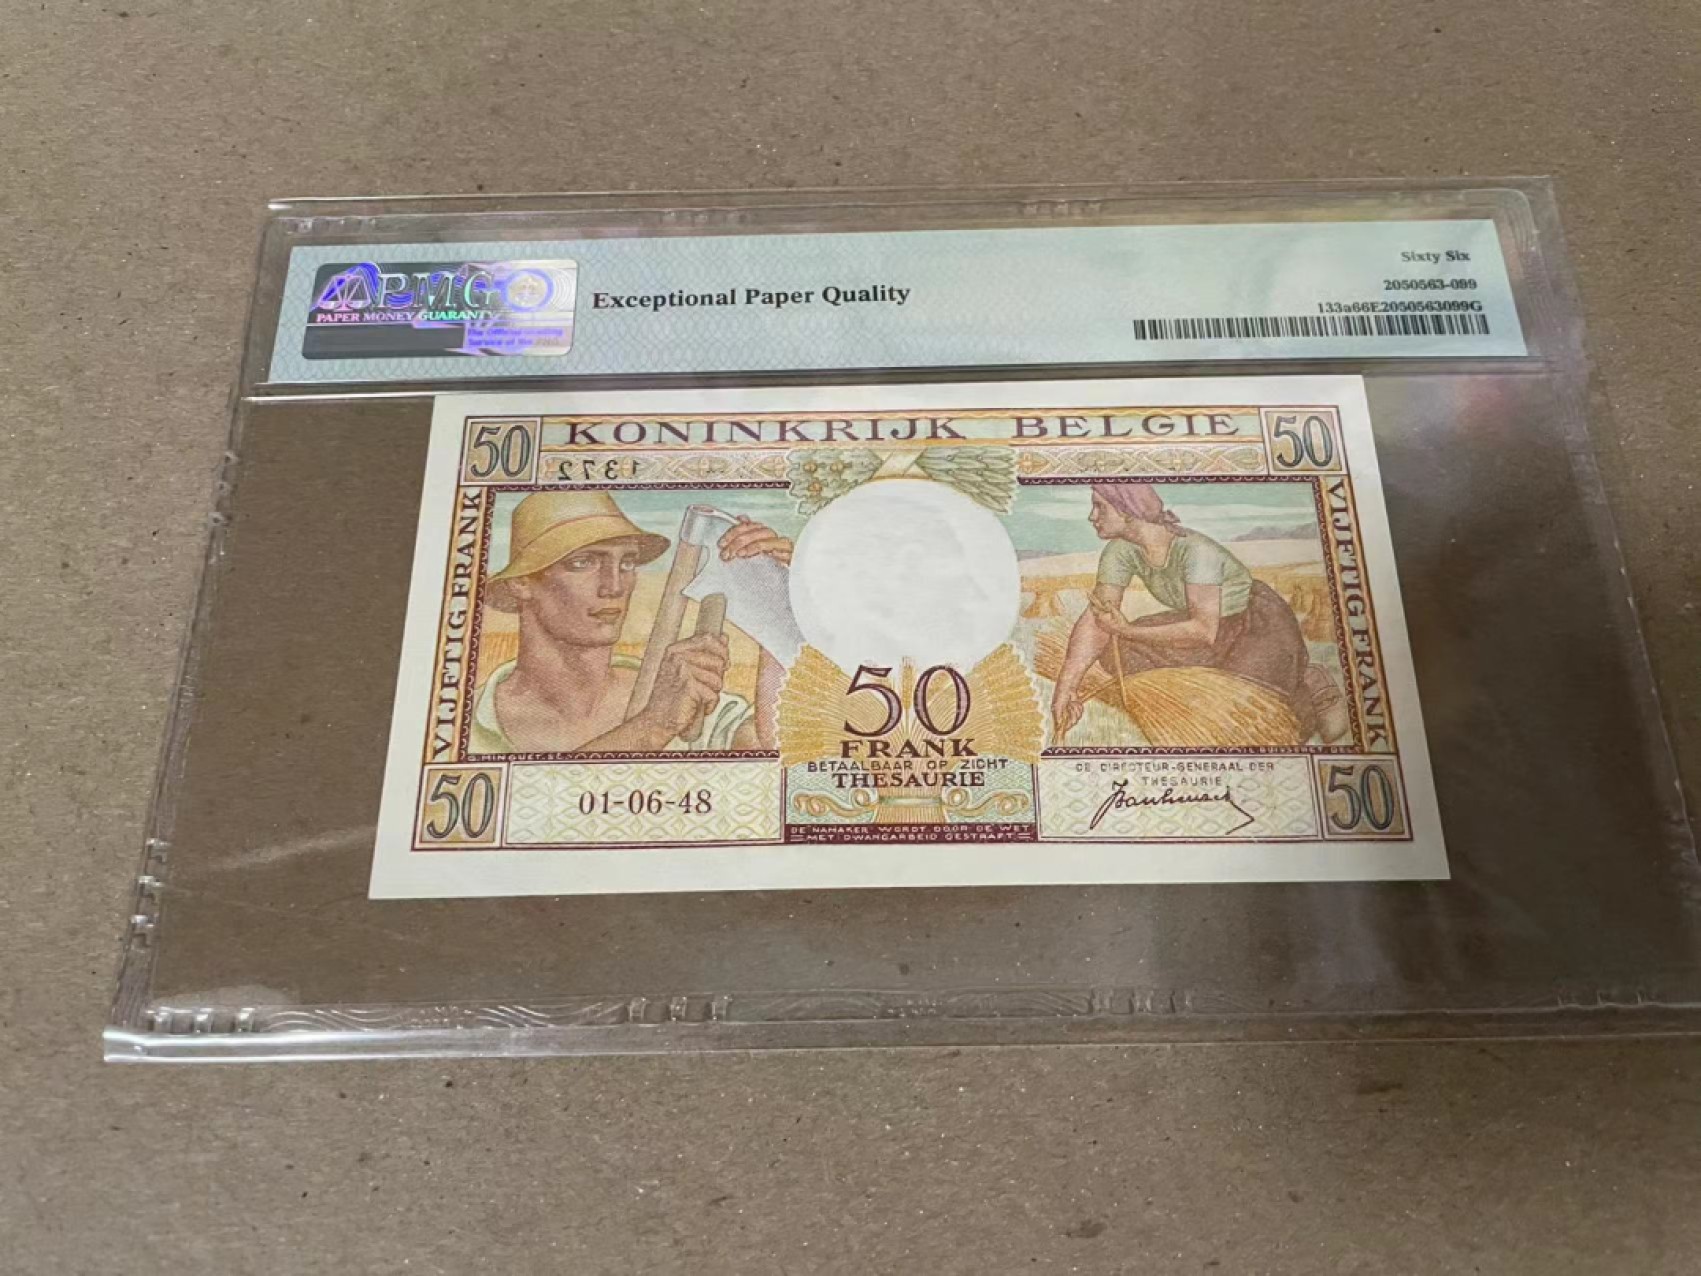 PMG
PAPER MONEY GUARANTY
Exceptional Paper Quality
Sixty Six
2050563-099
133a66E2050563099G
50 KONINKRIJK BELGIE 50
1372
VIJFTIG FRANK
VIJFTIG FRANK
50
FRANK
BETAALBAAR OP ZICHT
THESAURIE
01-06-48
DE DIRECTEUR-GENERAAL DER
THESAURIE
50
50
DE NAMAKER WORDT DOOR DE WET
MET DWANGARBEID GESTRAFT